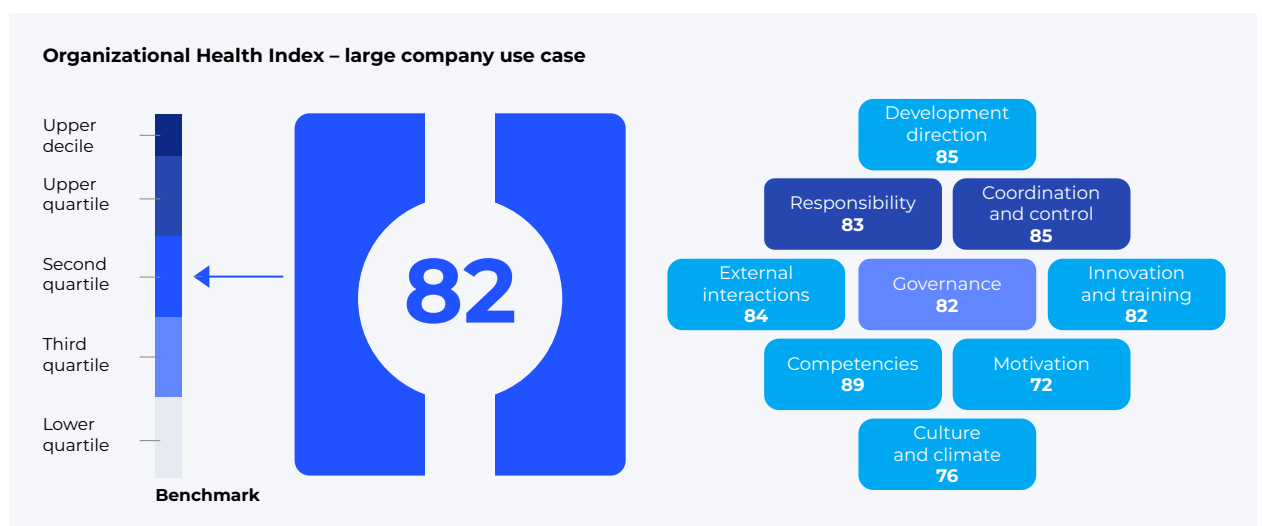 Organizational Health Index – large company use case
Upper
decile
Upper
quartile
Second
quartile
Third
quartile
Lower
quartile
Benchmark
82
Development
direction
85
Responsibility
83
Coordination
and control
85
External
interactions
84
Governance
82
Innovation
and training
82
Competencies
89
Motivation
72
Culture
and climate
76